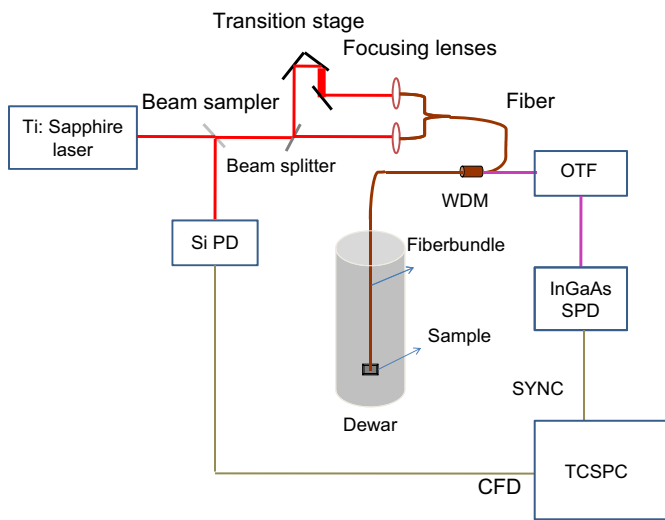 Transition stage
Focusing lenses
Beam sampler
Fiber
Ti: Sapphire
laser
Beam splitter
OTF
WDM
Si PD
Fiberbundle
InGaAs
SPD
Sample
SYNC
Dewar
TCSPC
CFD